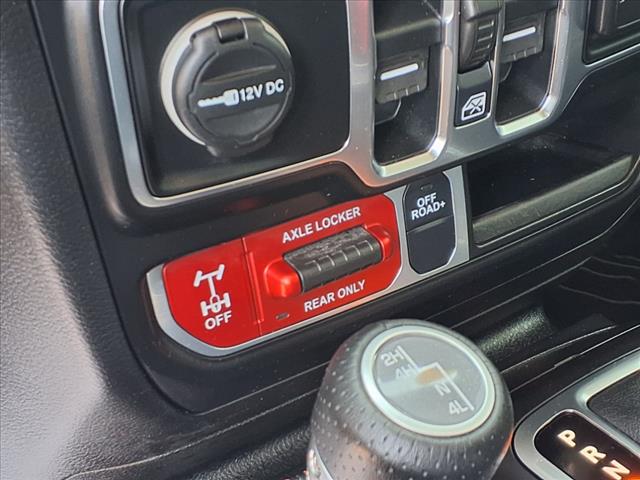 12V DC
OFF
ROAD+
AXLE LOCKER
OFF
REAR ONLY
2H
4H
N
4L
P
R
N